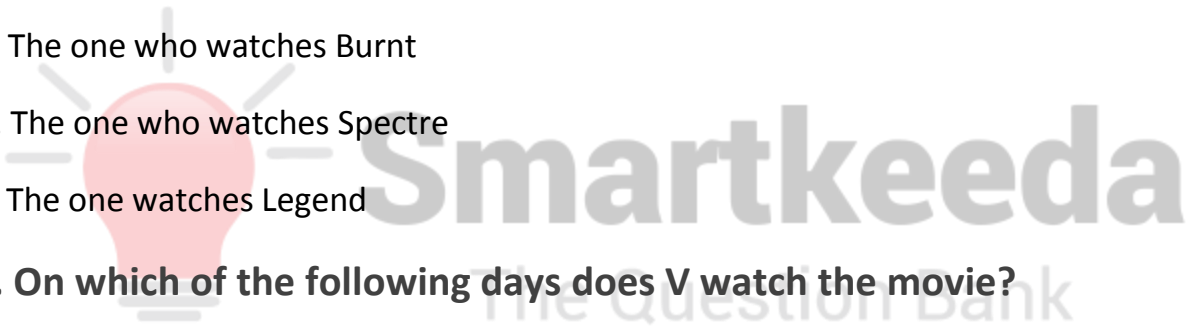 The one who watches Burnt
The one who watches Spectre
The one watches Legend
. On which of the following days does V watch the movie?
Smartkeeda
The Question Bank